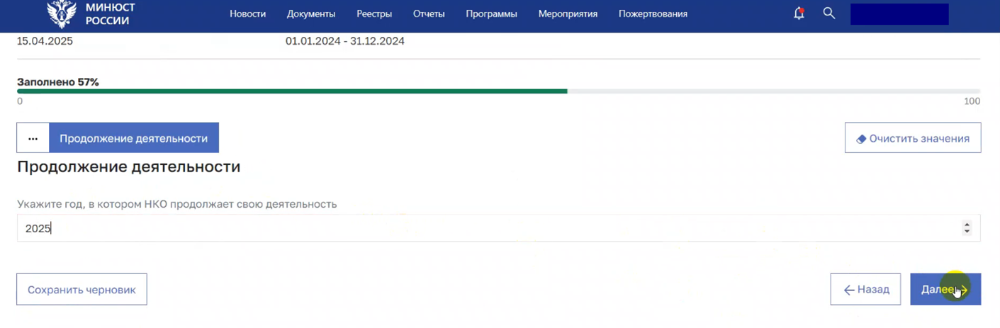 МИНЮСТ
РОССИИ
Новости Документы Реестры Отчеты Программы Мероприятия Пожертвования
15.04.2025 01.01.2024 - 31.12.2024
Заполнено 57%
0 100
... Продолжение деятельности Очистить значения
Продолжение деятельности
Укажите год, в котором НКО продолжает свою деятельность
2025
Сохранить черновик ← Назад Далее →